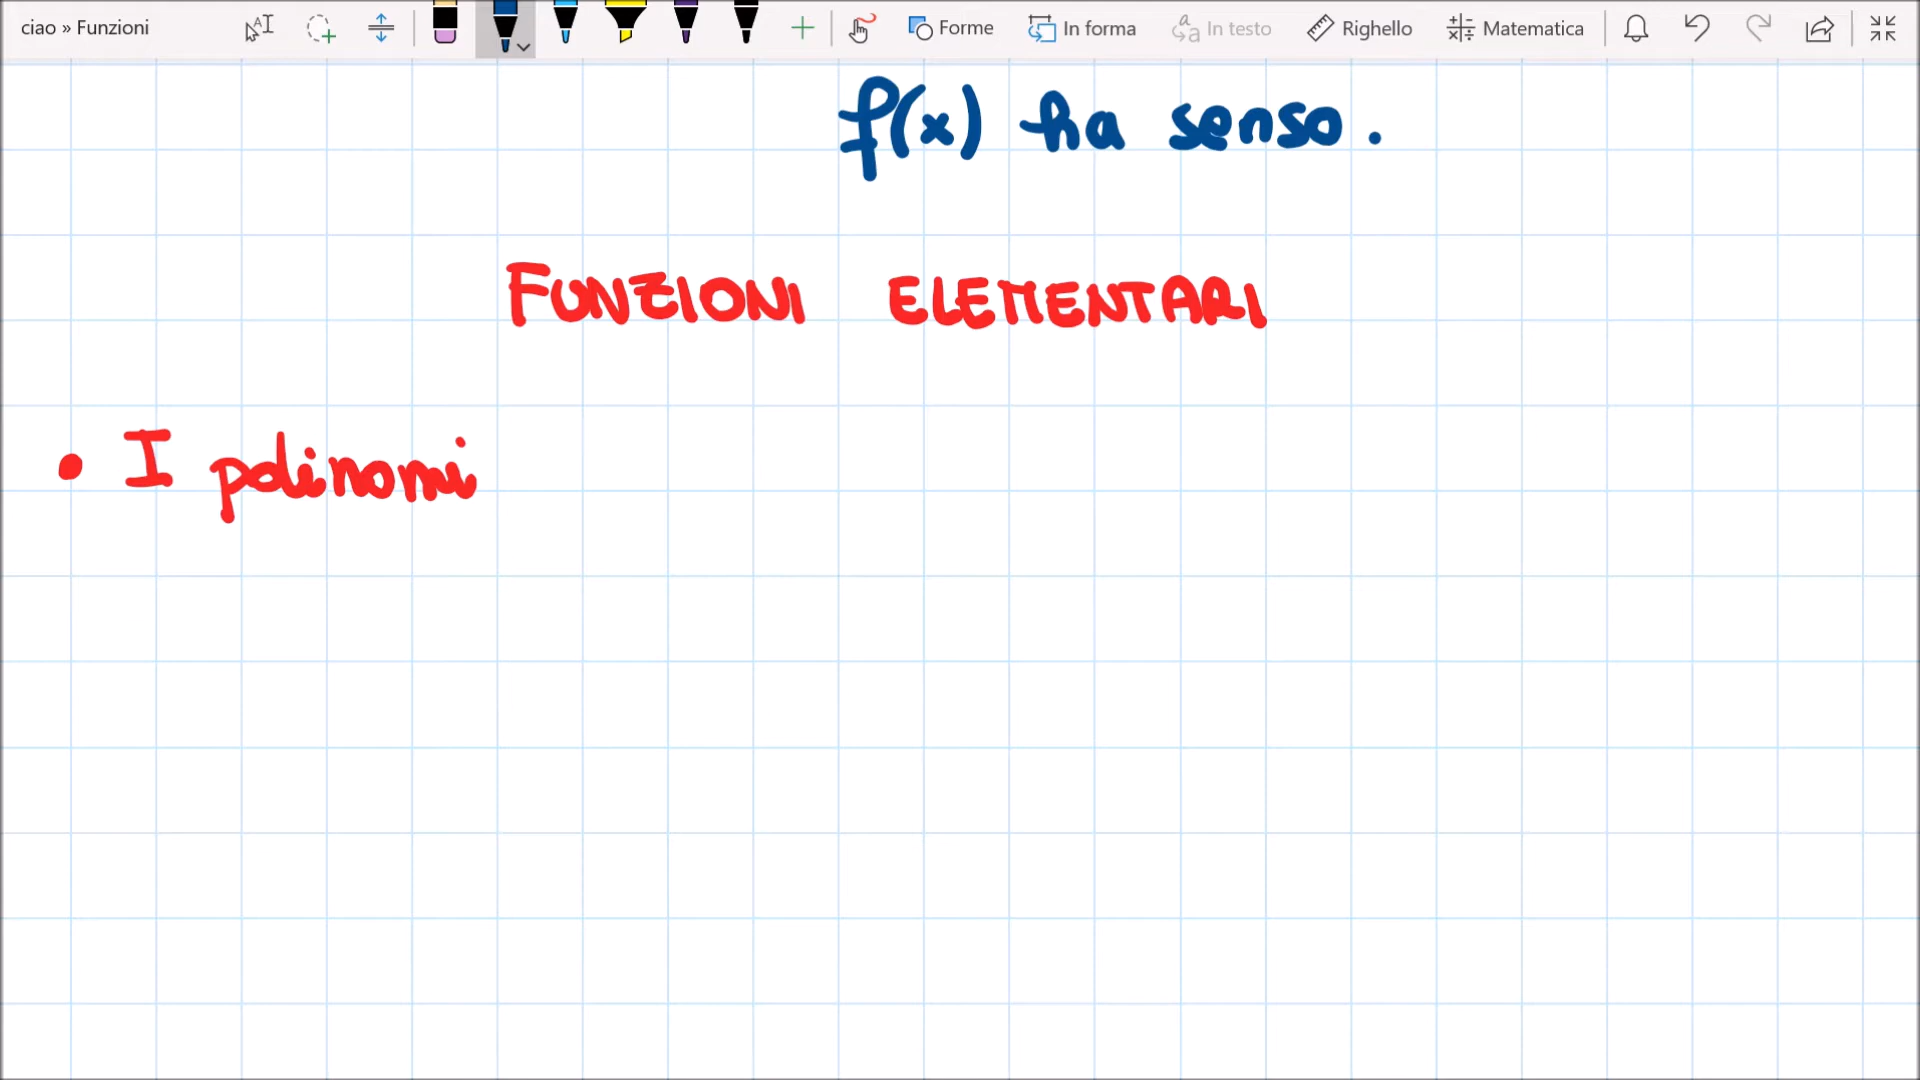 ciao » Funzioni Forme In forma In testo Righello Matematica
f(x) ha senso.
FUNZIONI ELEMENTARI
• I polinomi